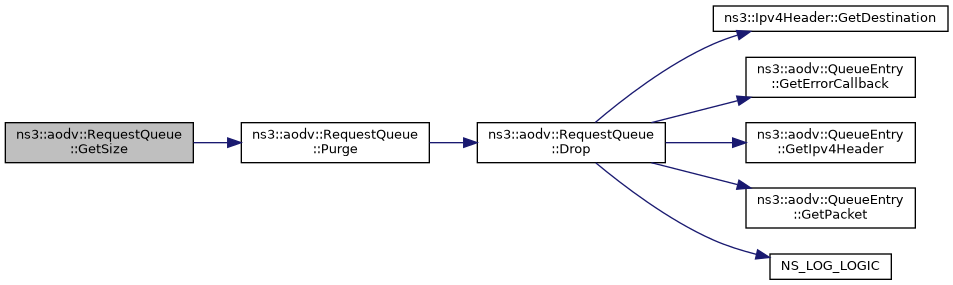 ns3::aodv::RequestQueue
::GetSize
ns3::aodv::RequestQueue
::Purge
ns3::aodv::RequestQueue
::Drop
ns3::Ipv4Header::GetDestination
ns3::aodv::QueueEntry
::GetErrorCallback
ns3::aodv::QueueEntry
::GetIpv4Header
ns3::aodv::QueueEntry
::GetPacket
NS_LOG_LOGIC